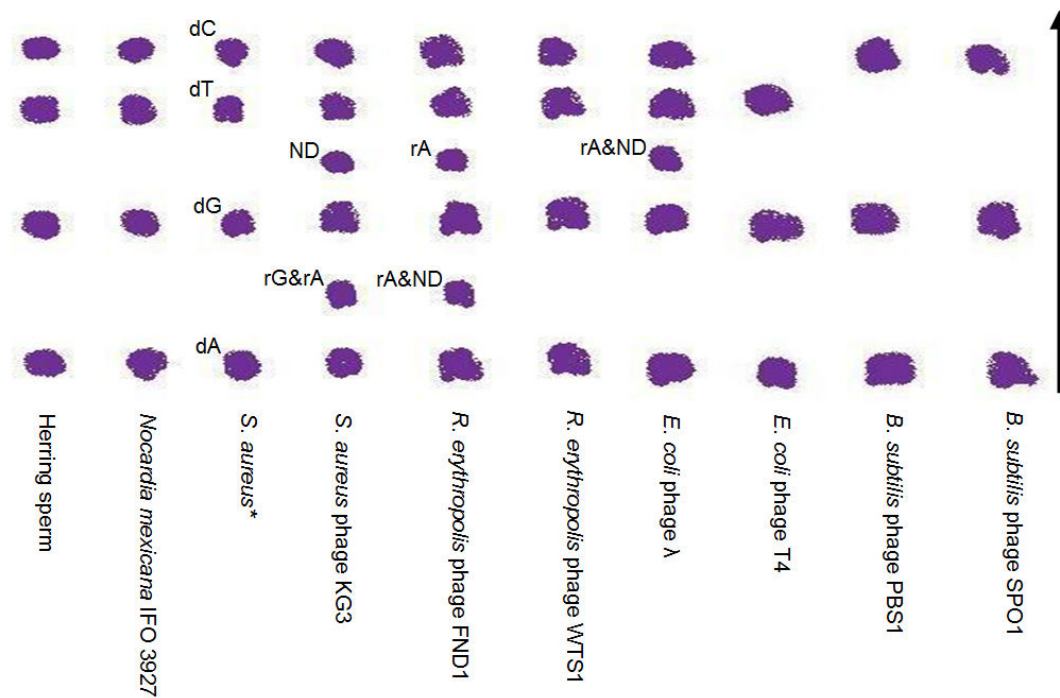 dC
dT
ND
rA
rA&ND
dG
rG&rA
rA&ND
dA
Herring sperm
Nocardia mexicana IFO 3927
S. aureus*
S. aureus phage KG3
R. erythropolis phage FND1
R. erythropolis phage WTS1
E. coli phage λ
E. coli phage T4
B. subtilis phage PBS1
B. subtilis phage SPO1